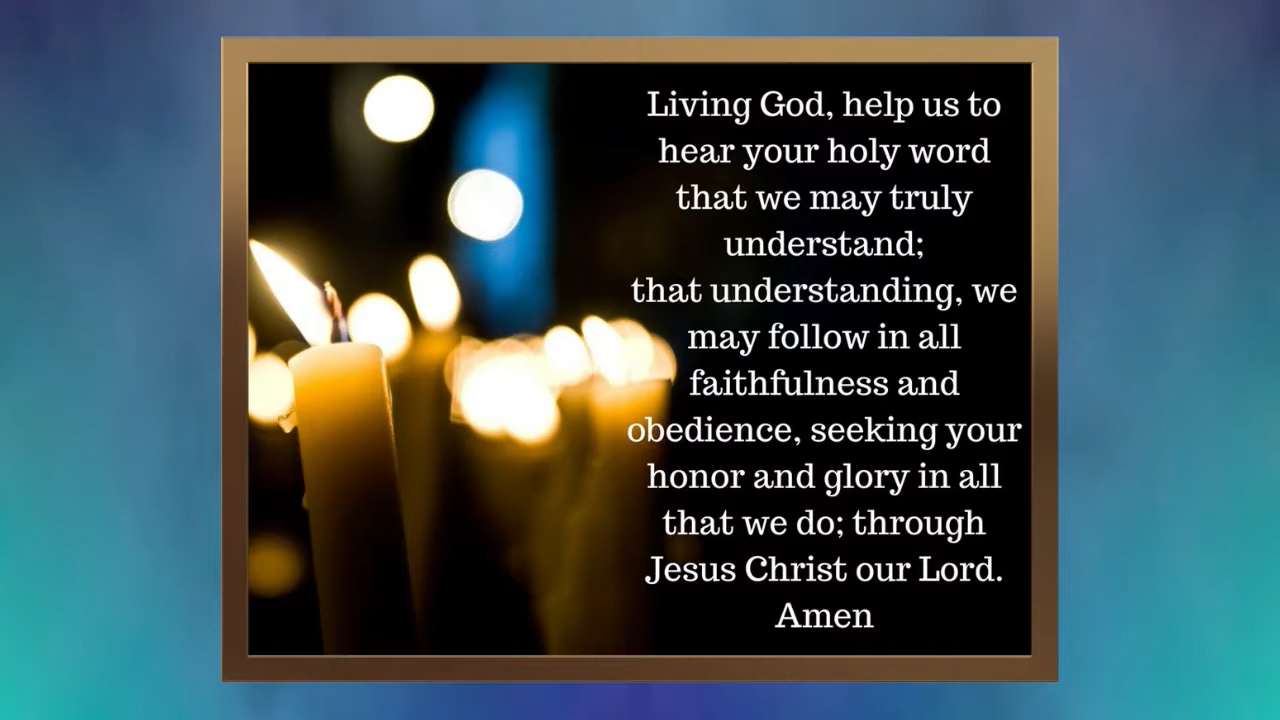 Living God, help us to
hear your holy word
that we may truly
understand;
that understanding, we
may follow in all
faithfulness and
obedience, seeking your
honor and glory in all
that we do; through
Jesus Christ our Lord.
Amen